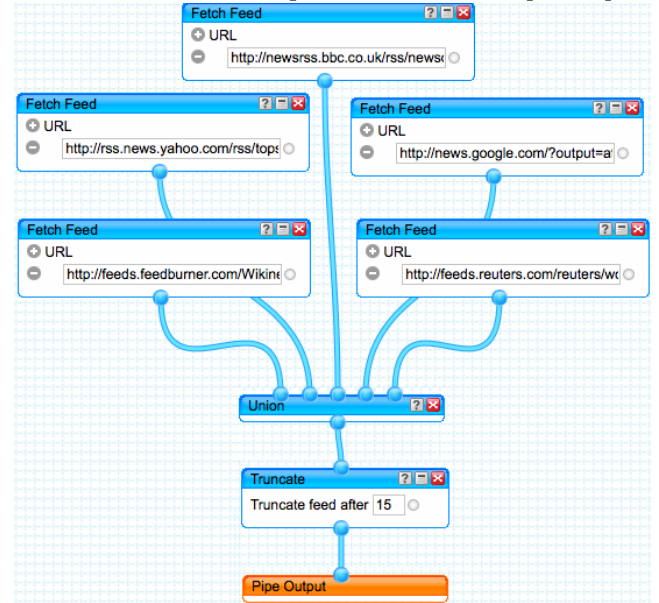 Fetch Feed
URL
http://newsrss.bbc.co.uk/rss/news
Fetch Feed
URL
http://rss.news.yahoo.com/rss/tops
Fetch Feed
URL
http://news.google.com/?output=a
Fetch Feed
URL
http://feeds.feedburner.com/Wikine
Fetch Feed
URL
http://feeds.reuters.com/reuters/wo
Union
Truncate
Truncate feed after 15
Pipe Output